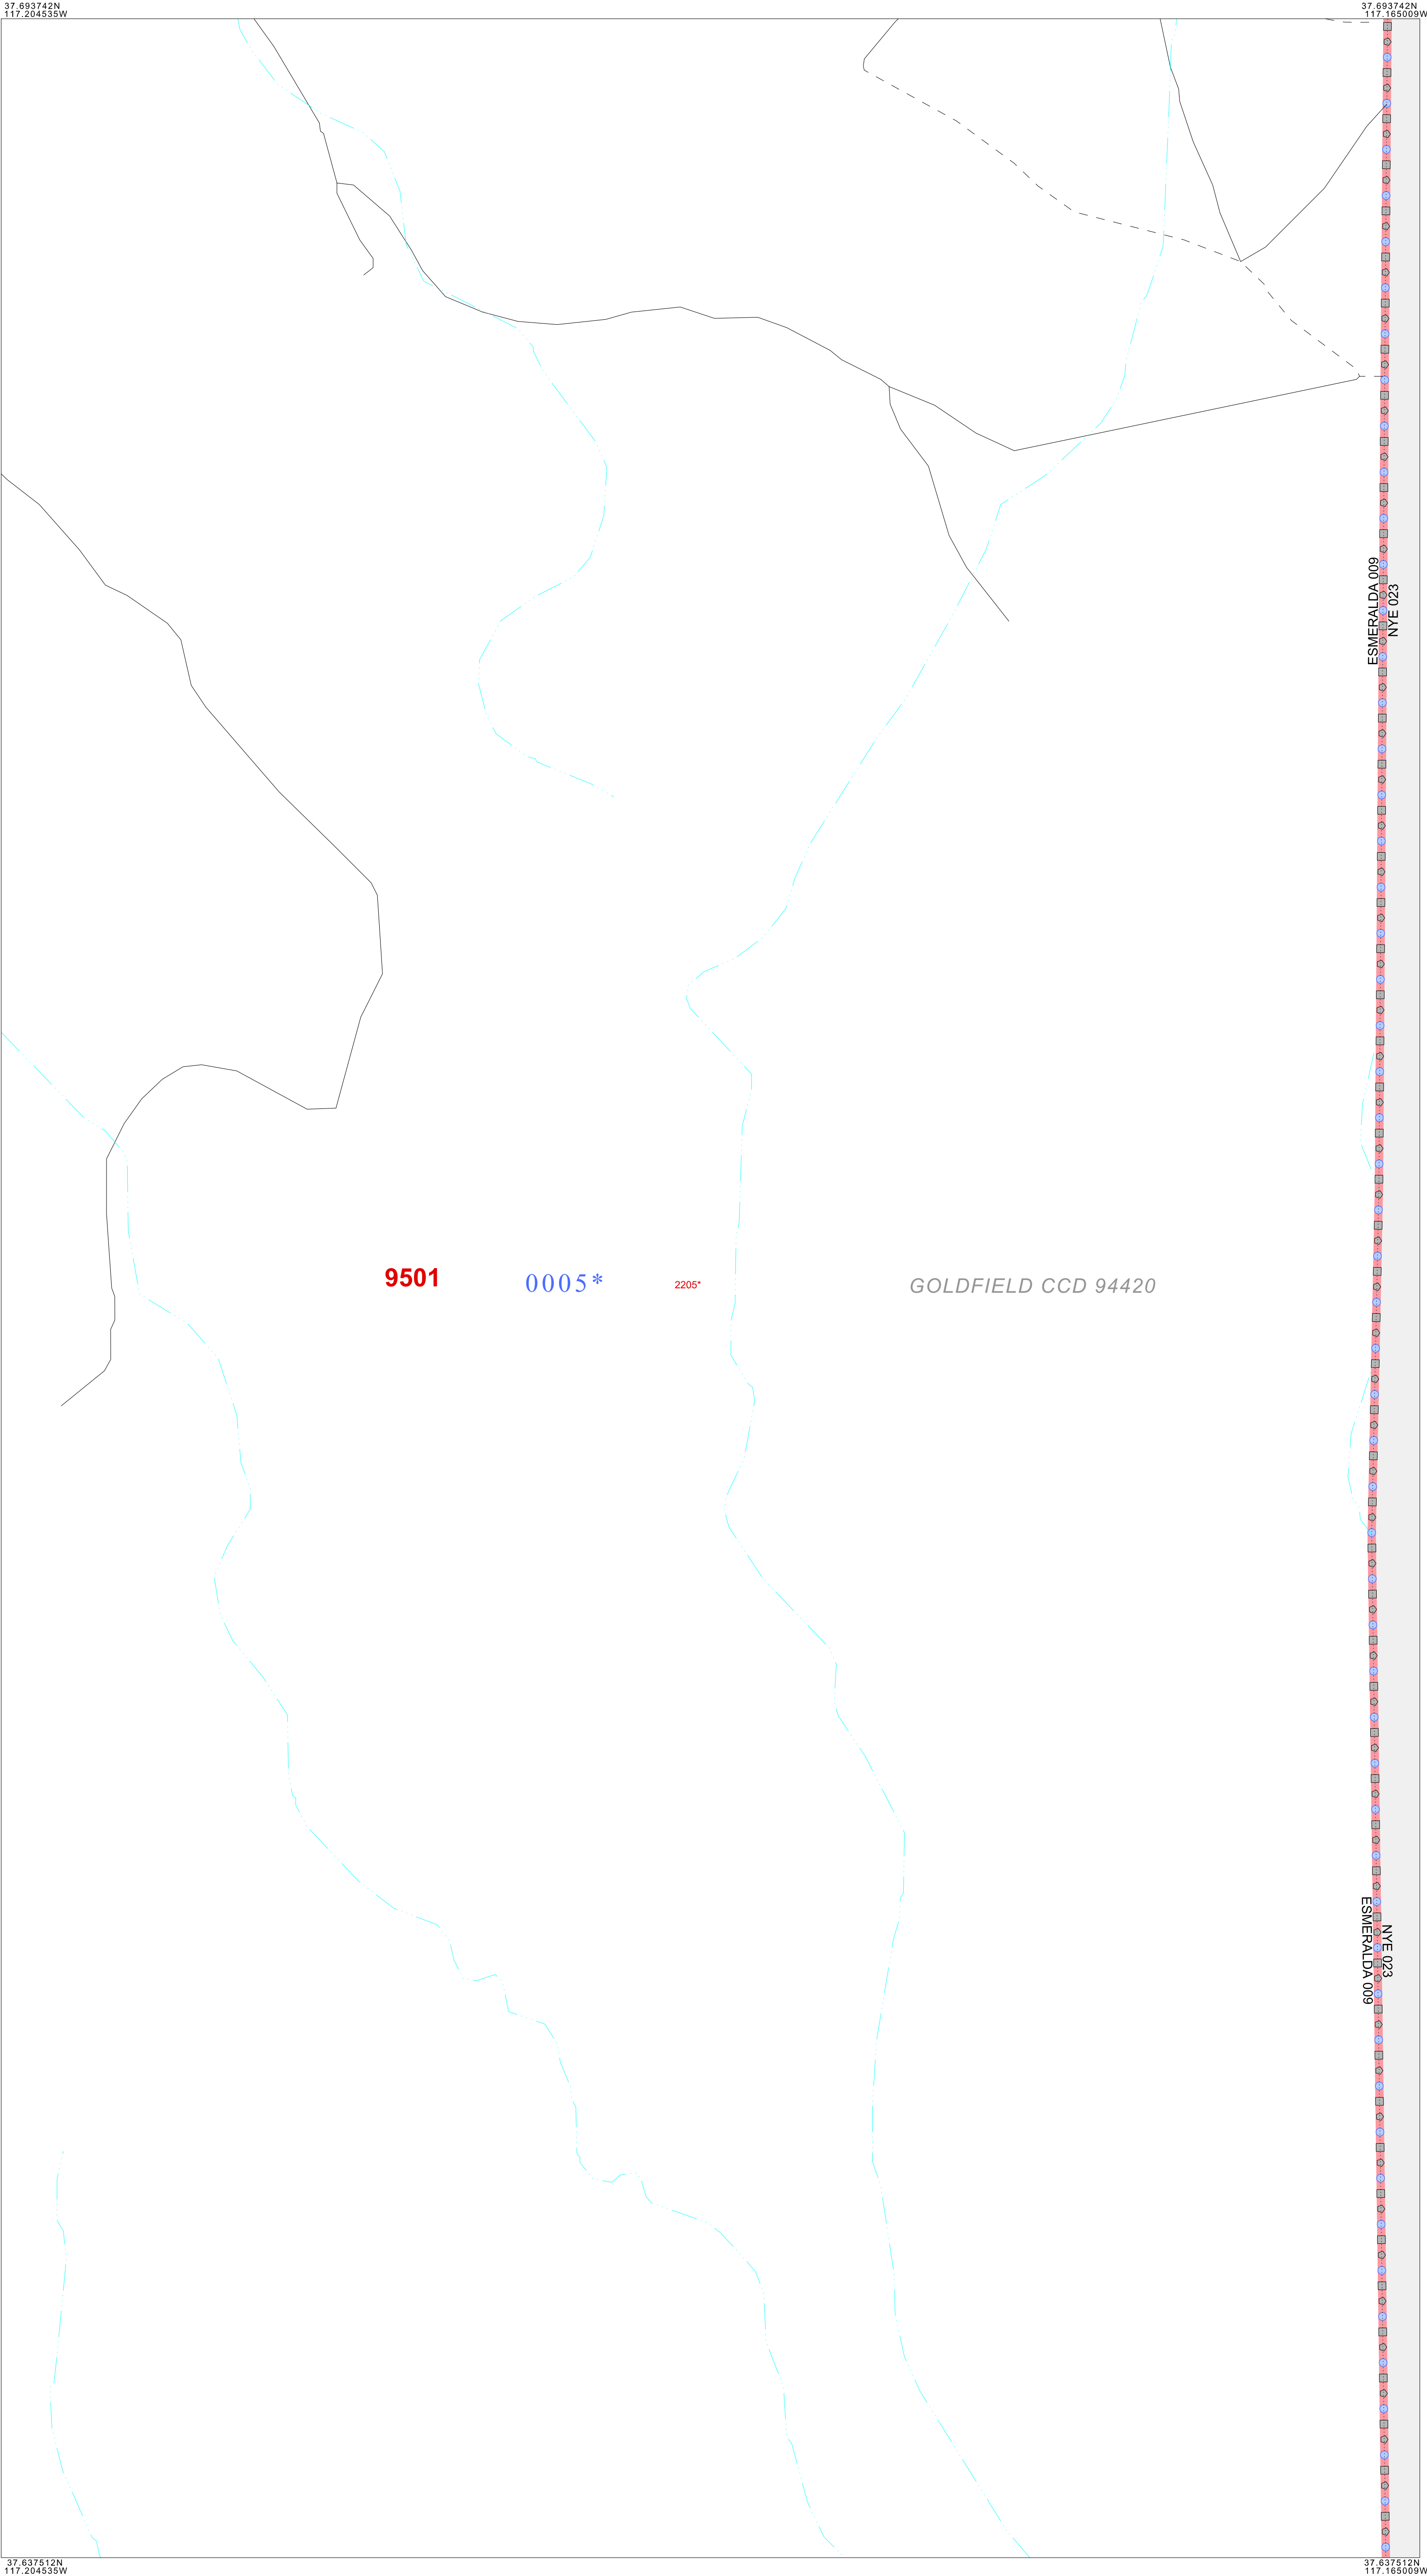 37.693742N
117.204535W
37.693742N
117.165009W
ESMERALDA 009
NYE 023
9501
0005*
2205*
GOLDFIELD CCD 94420
NYE 023
ESMERALDA 009
37.637512N
117.204535W
37.637512N
117.165009W